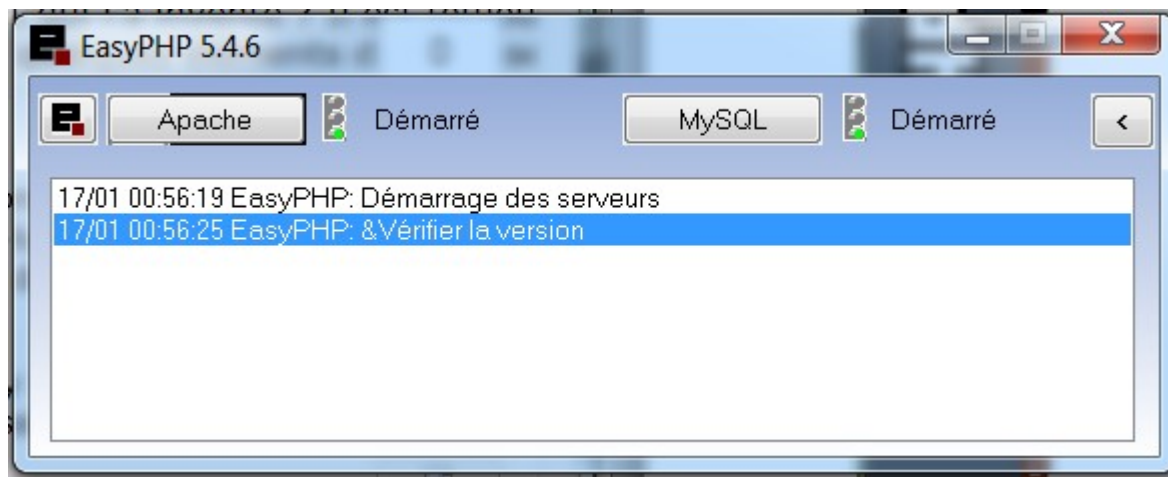 EasyPHP 5.4.6
Apache Démarré MySQL Démarré <
17/01 00:56:19 EasyPHP: Démarrage des serveurs
17/01 00:56:25 EasyPHP: &Vérifier la version